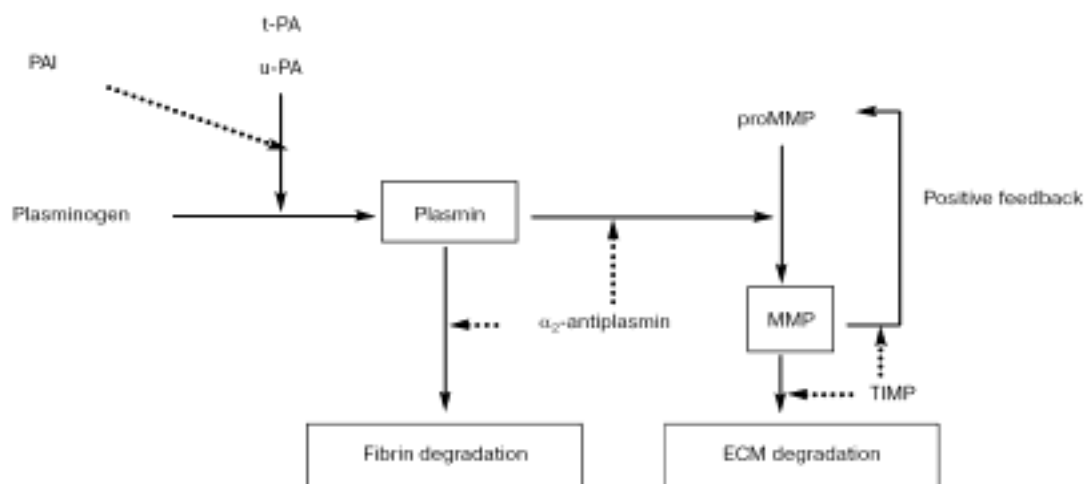 t-PA
PAI
u-PA
proMMP
Plasminogen
Plasmin
Positive feedback
α₂-antiplasmin
MMP
TIMP
Fibrin degradation
ECM degradation